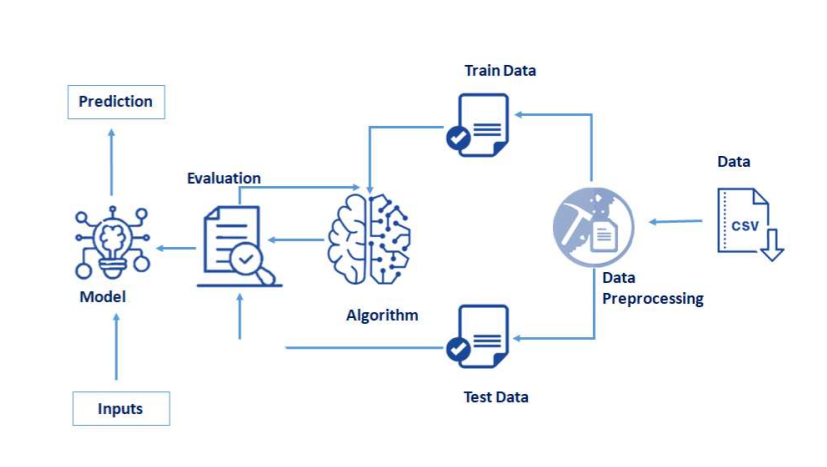 Train Data
Prediction
Data
Evaluation
CSV
Data
Preprocessing
Model
Algorithm
Test Data
Inputs